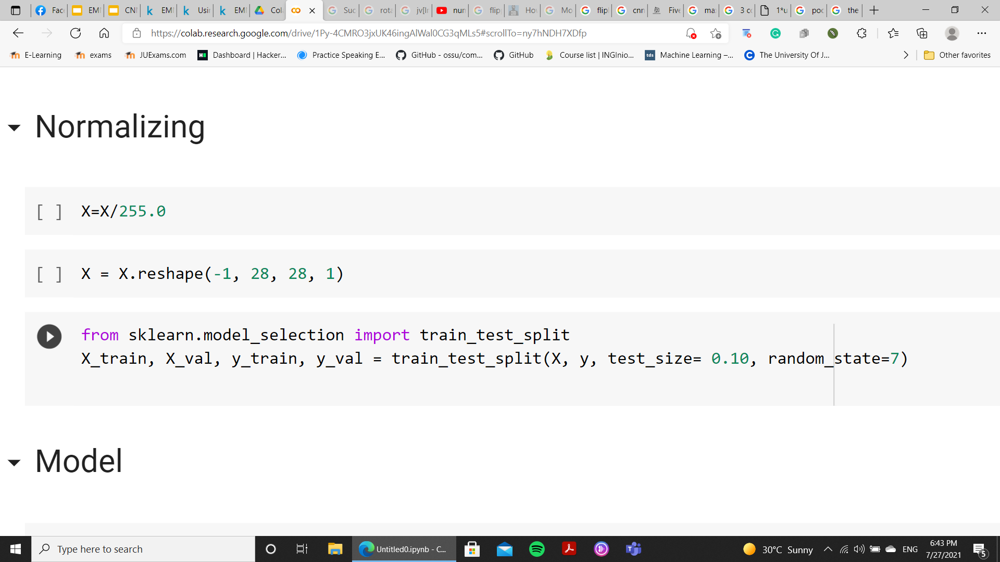 Fac
EMI
CNI
EMI
Usir
EMI
Col
Suc
rota
jv[Ir
nun
flip
Hov
Mo
flipl
cnn
Five
max
3 cc
1*u
poo
the
https://colab.research.google.com/drive/1Py-4CMRO3jxUK46ingAlWal0CG3qMLs5#scrollTo=ny7hNDH7XDfp
E-Learning
exams
JUExams.com
Dashboard | Hacker...
Practice Speaking E...
GitHub - ossu/com...
GitHub
Course list | INGInio...
tds Machine Learning –...
The University Of J...
Other favorites
Normalizing
[ ] X=X/255.0
[ ] X = X.reshape(-1, 28, 28, 1)
from sklearn.model_selection import train_test_split
X_train, X_val, y_train, y_val = train_test_split(X, y, test_size= 0.10, random_state=7)
Model
Type here to search
Untitled0.ipynb - C...
30°C Sunny
ENG
6:43 PM
7/27/2021
5